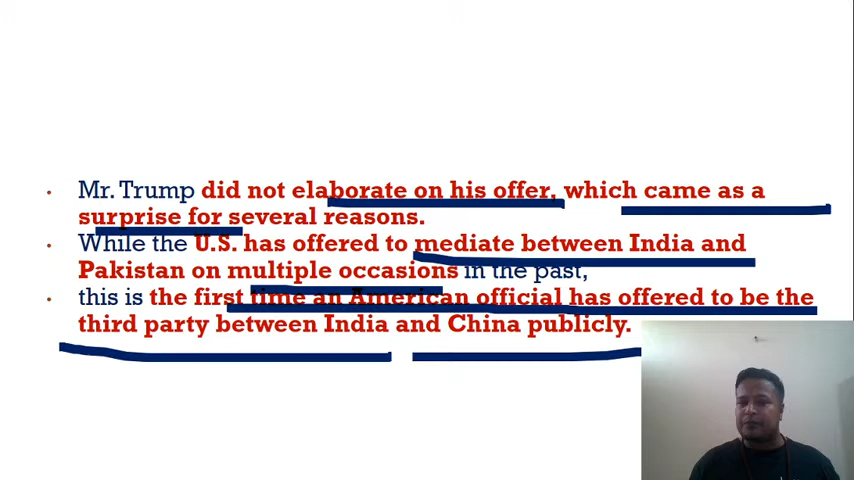 • Mr. Trump did not elaborate on his offer, which came as a
surprise for several reasons.
• While the U.S. has offered to mediate between India and
Pakistan on multiple occasions in the past,
• this is the first time an American official has offered to be the
third party between India and China publicly.